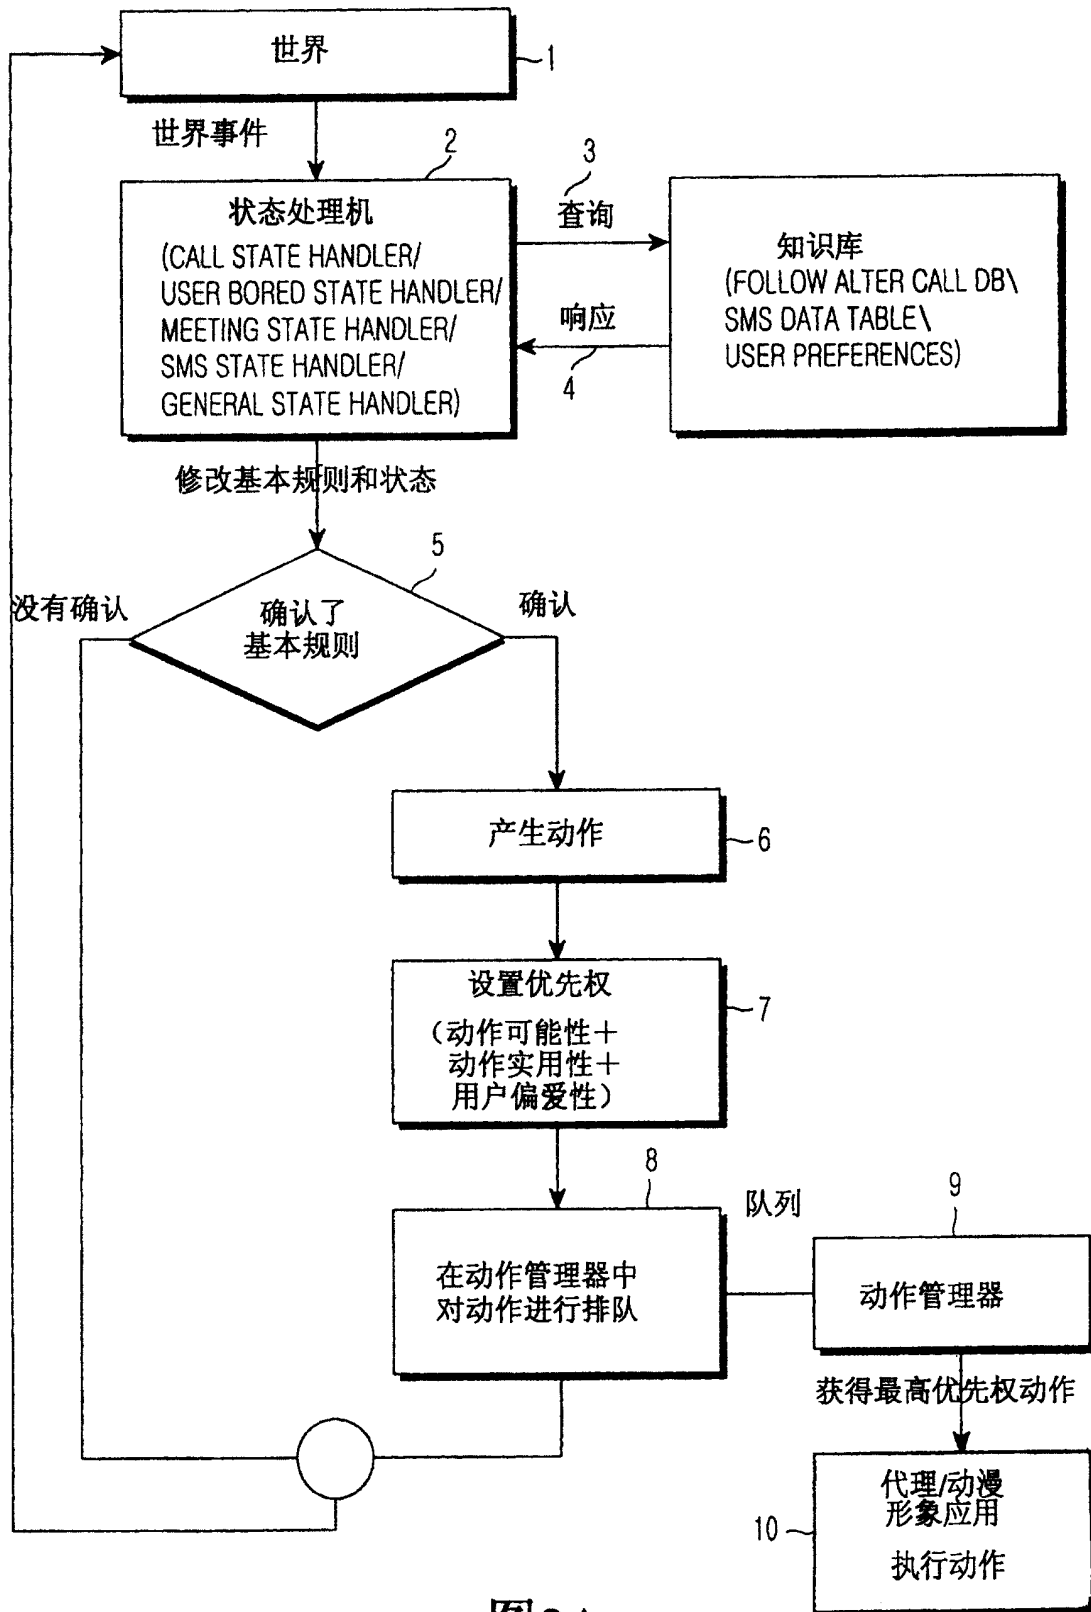 世界
1
世界事件
2
状态处理机
(CALL STATE HANDLER/
USER BORED STATE HANDLER/
MEETING STATE HANDLER/
SMS STATE HANDLER/
GENERAL STATE HANDLER)
3
查询
响应
4
知识库
(FOLLOW ALTER CALL DB\
SMS DATA TABLE\
USER PREFERENCES)
修改基本规则和状态
5
没有确认
确认了
基本规则
确认
产生动作
6
设置优先权
(动作可能性+
动作实用性+
用户偏爱性)
7
8
在动作管理器中
对动作进行排队
队列
9
动作管理器
获得最高优先权动作
代理/动漫
形象应用
执行动作
10